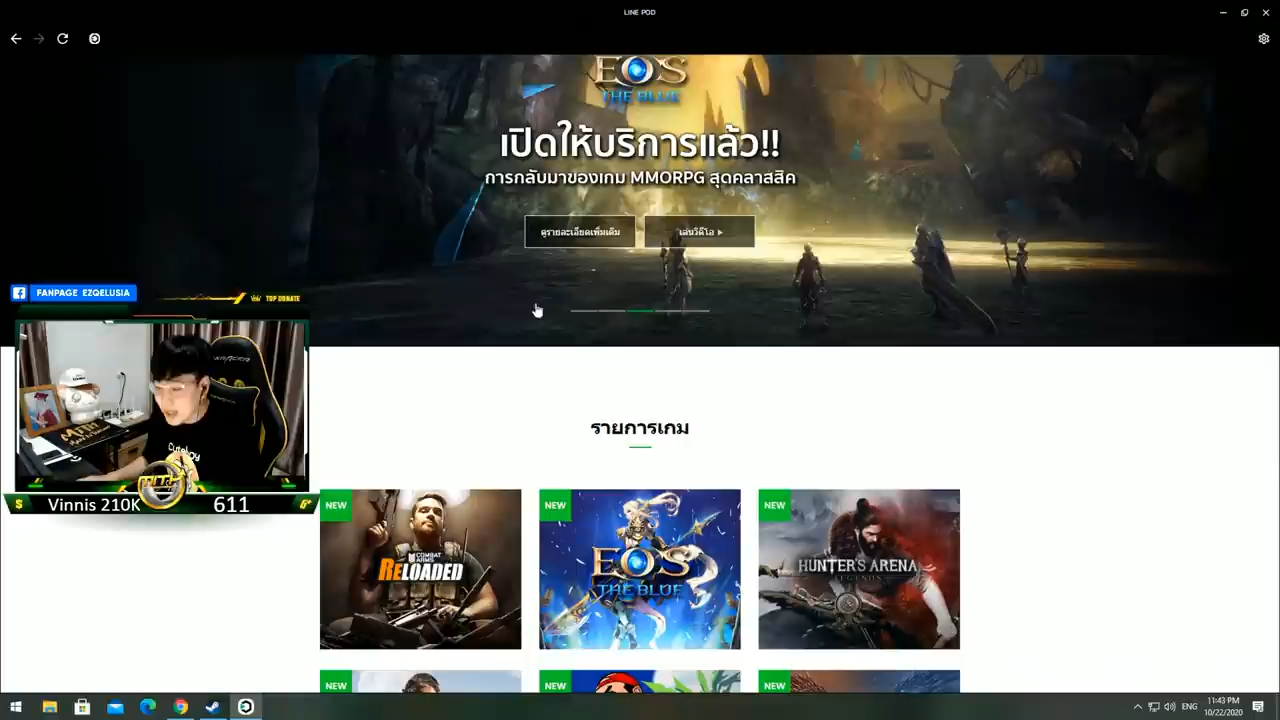 LINE POD
EOS
THE BLUE
เปิดให้บริการแล้ว!!
การกลับมาของเกม MMORPG สุดคลาสสิค
ดูรายละเอียดเพิ่มเติม
เล่นวิดีโอ
FANPAGE EZQELUSIA
TOP DONATE
Vinnis 210K
611
รายการเกม
NEW
NEW
NEW
COMBAT ARMS
RELOADED
EOS
THE BLUE
HUNTER'S ARENA
LEGENDS
NEW
NEW
NEW
ENG
11:43 PM
10/22/2020